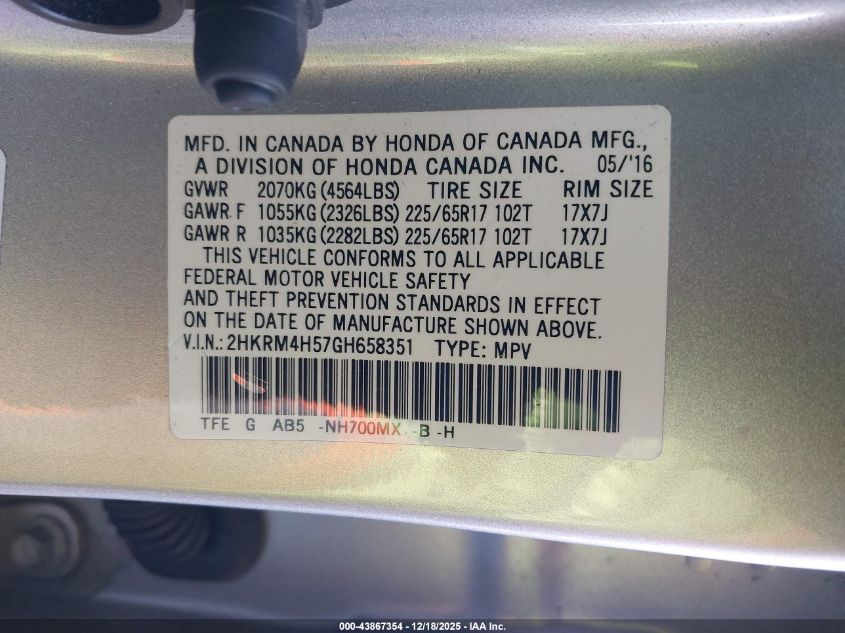 MFD. IN CANADA BY HONDA OF CANADA MFG.,
A DIVISION OF HONDA CANADA INC. 05/'16
GVWR 2070KG(4564LBS) TIRE SIZE RIM SIZE
GAWR F 1055KG(2326LBS) 225/65R17 102T 17X7J
GAWR R 1035KG(2282LBS) 225/65R17 102T 17X7J
THIS VEHICLE CONFORMS TO ALL APPLICABLE
FEDERAL MOTOR VEHICLE SAFETY
AND THEFT PREVENTION STANDARDS IN EFFECT
ON THE DATE OF MANUFACTURE SHOWN ABOVE.
V.I.N.: 2HKRM4H57GH658351 TYPE: MPV
TFE G AB5 -NH700MX -B -H
000-43867354 - 12/18/2025 - IAA Inc.